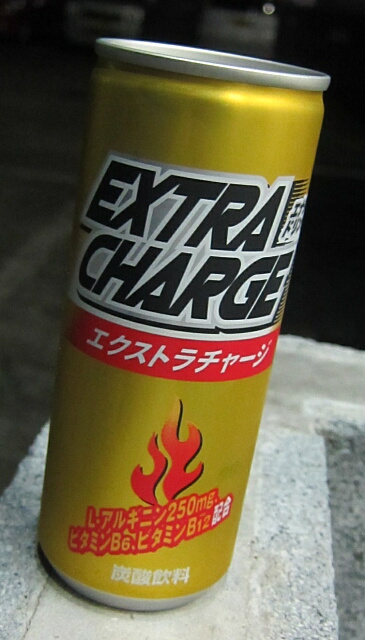 EXTRA
CHARGE
エクストラチャージ
L-アルギニン250mg、
ビタミンB6、ビタミンB12配合
炭酸飲料